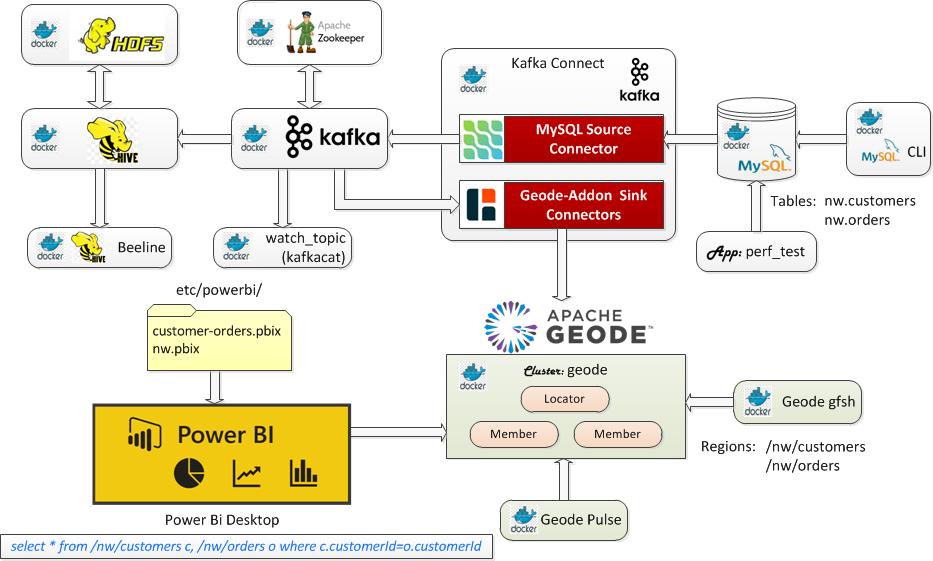 docker
HDFS
docker
Apache
Zookeeper
docker
Kafka Connect
kafka
docker
HIVE
docker
kafka
MySQL Source
Connector
Geode-Addon Sink
Connectors
docker
MySQL
docker
MySQL
CLI
Tables: nw.customers
nw.orders
App: perf_test
docker
HIVE
Beeline
docker
watch_topic
(kafkacat)
etc/powerbi/
customer-orders.pbix
nw.pbix
APACHE
GEODE™
docker
Cluster: geode
Locator
Member
Member
docker
Geode gfsh
Regions: /nw/customers
/nw/orders
Power BI
Power Bi Desktop
docker
Geode Pulse
select * from /nw/customers c, /nw/orders o where c.customerId=o.customerId